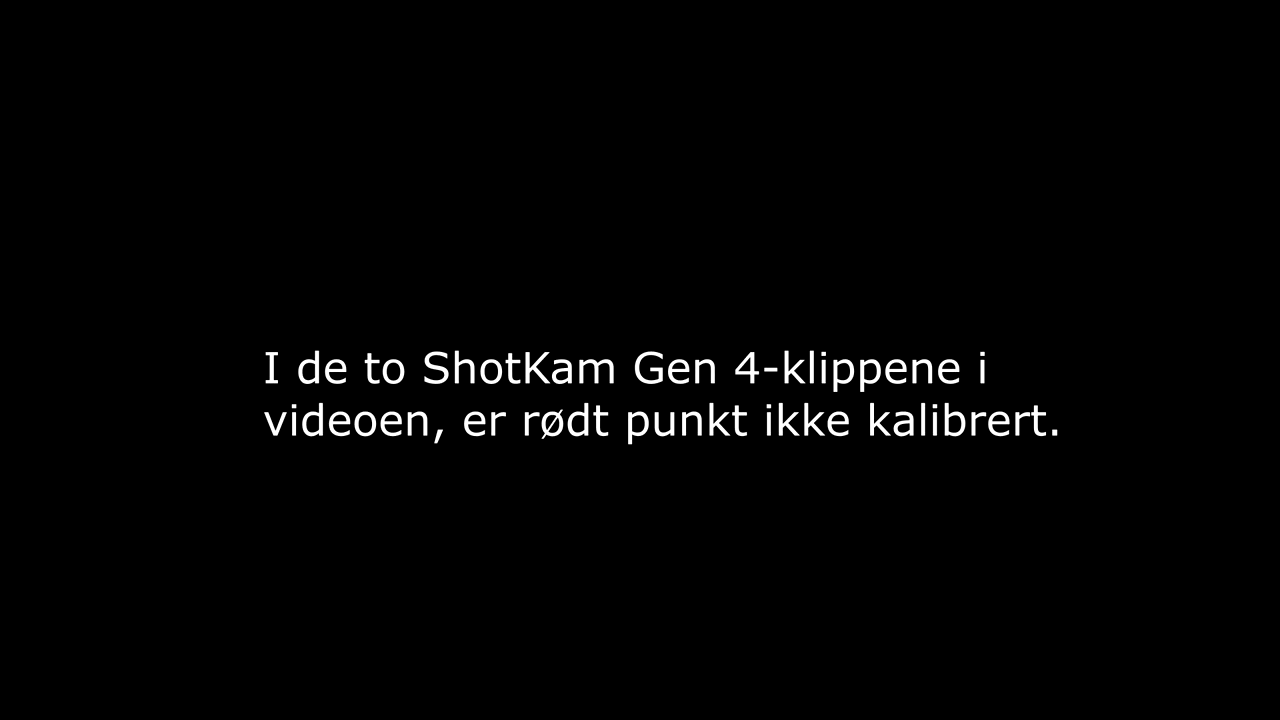 I de to ShotKam Gen 4-klippene i
videoen, er rødt punkt ikke kalibrert.